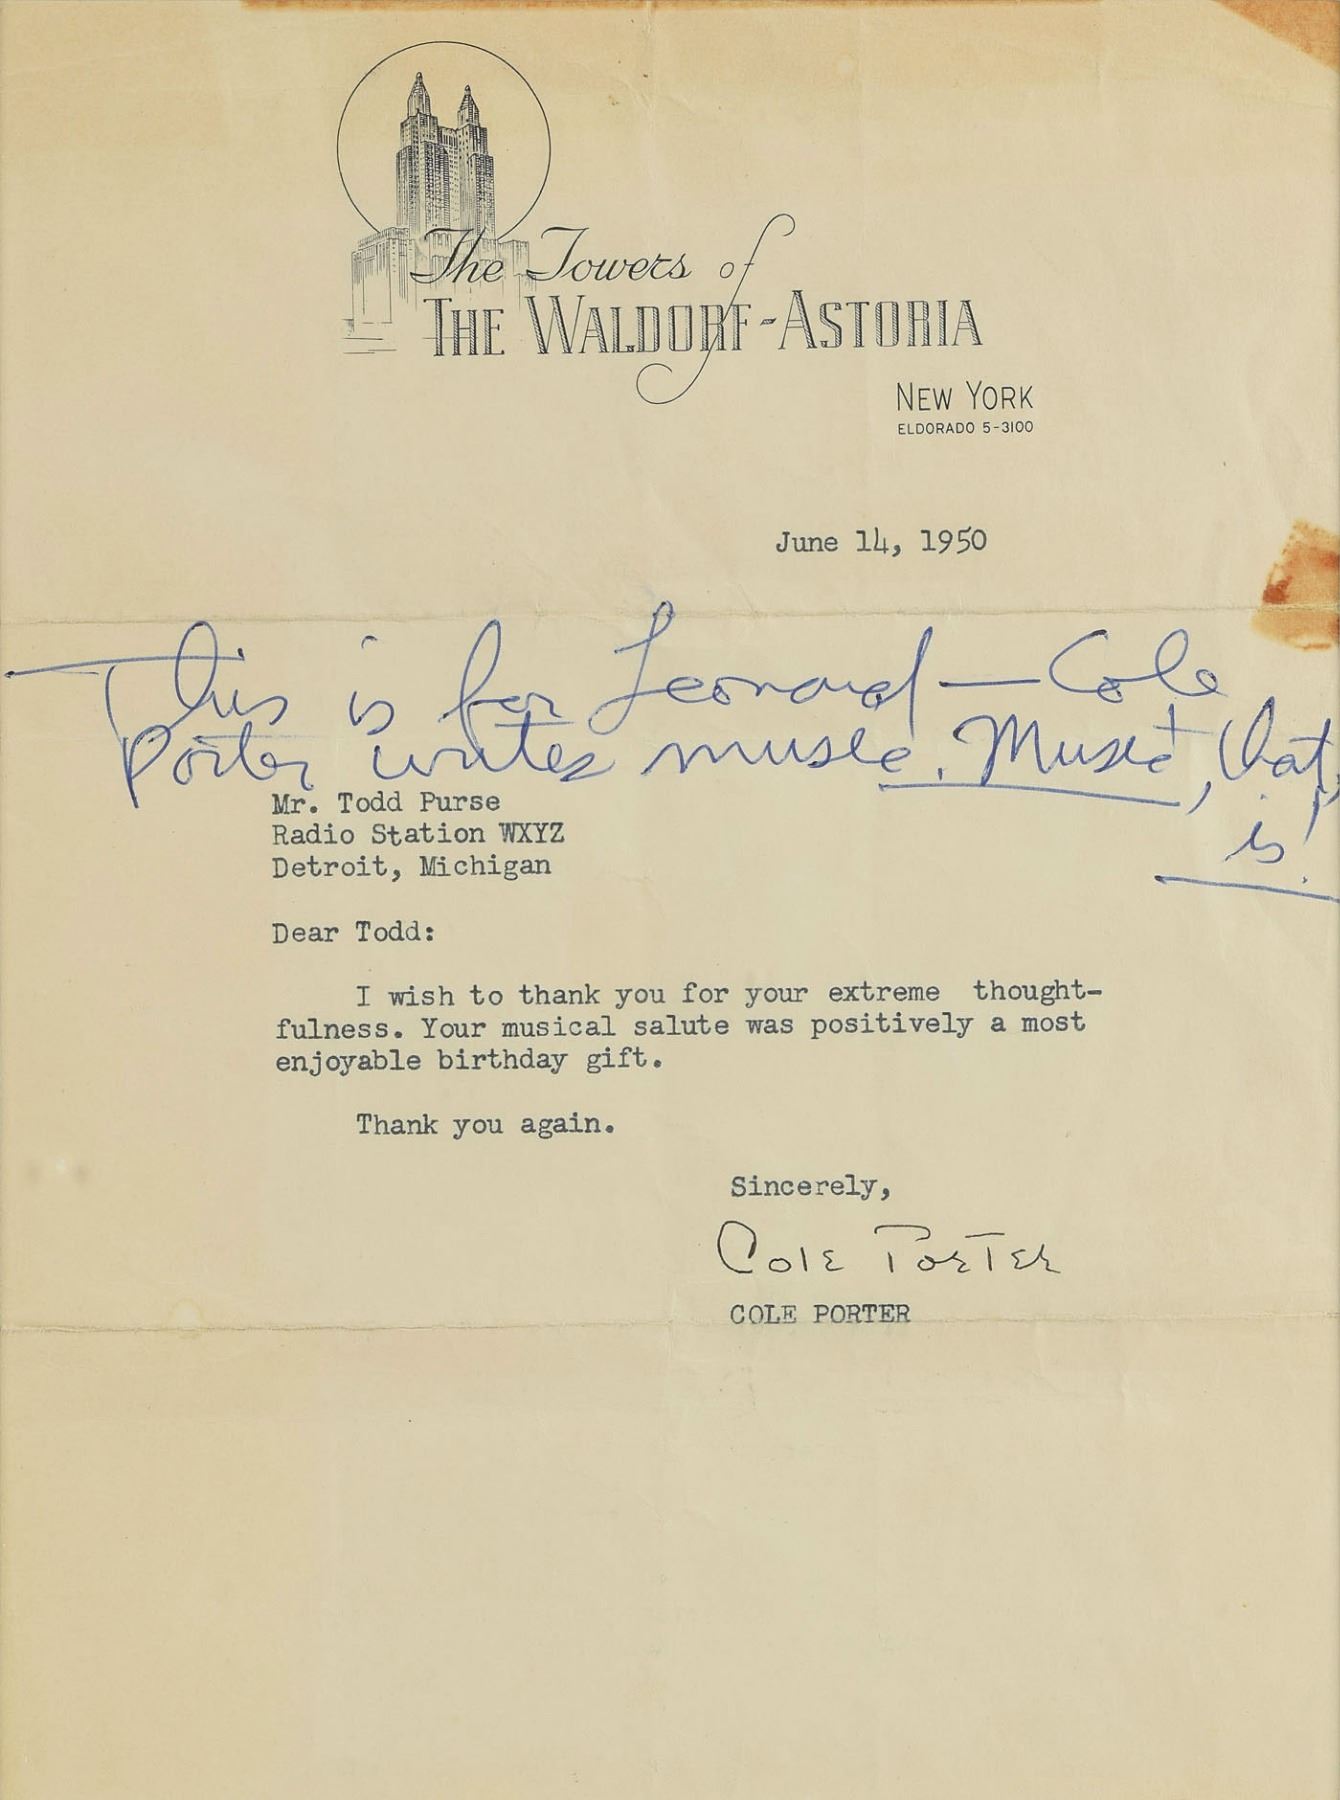 The Towers of
THE WALDORF-ASTORIA
NEW YORK
ELDORADO 5-3100
June 14, 1950
This is for Leonard — Cole
Porter writes music. Music, that,
is!
Mr. Todd Purse
Radio Station WXYZ
Detroit, Michigan
Dear Todd:
I wish to thank you for your extreme thought-
fulness. Your musical salute was positively a most
enjoyable birthday gift.
Thank you again.
Sincerely,
Cole Porter
COLE PORTER